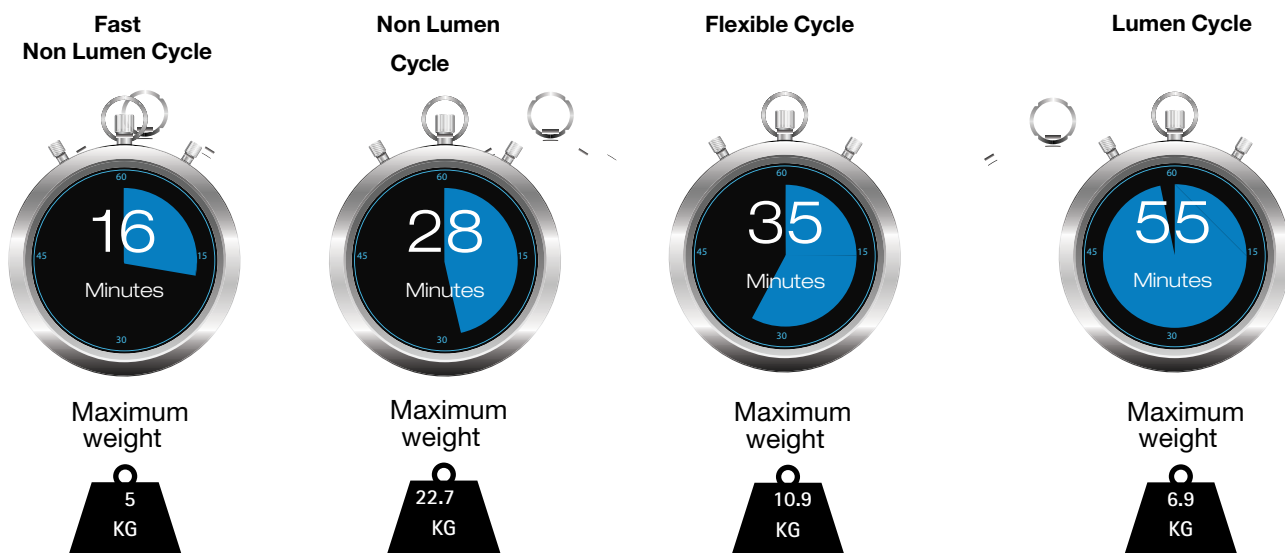 Fast
Non Lumen Cycle
60
45
15
30
16
Minutes
Maximum
weight
5
KG
Non Lumen
Cycle
60
45
15
30
28
Minutes
Maximum
weight
22.7
KG
Flexible Cycle
60
45
15
30
35
Minutes
Maximum
weight
10.9
KG
Lumen Cycle
60
45
15
30
55
Minutes
Maximum
weight
6.9
KG